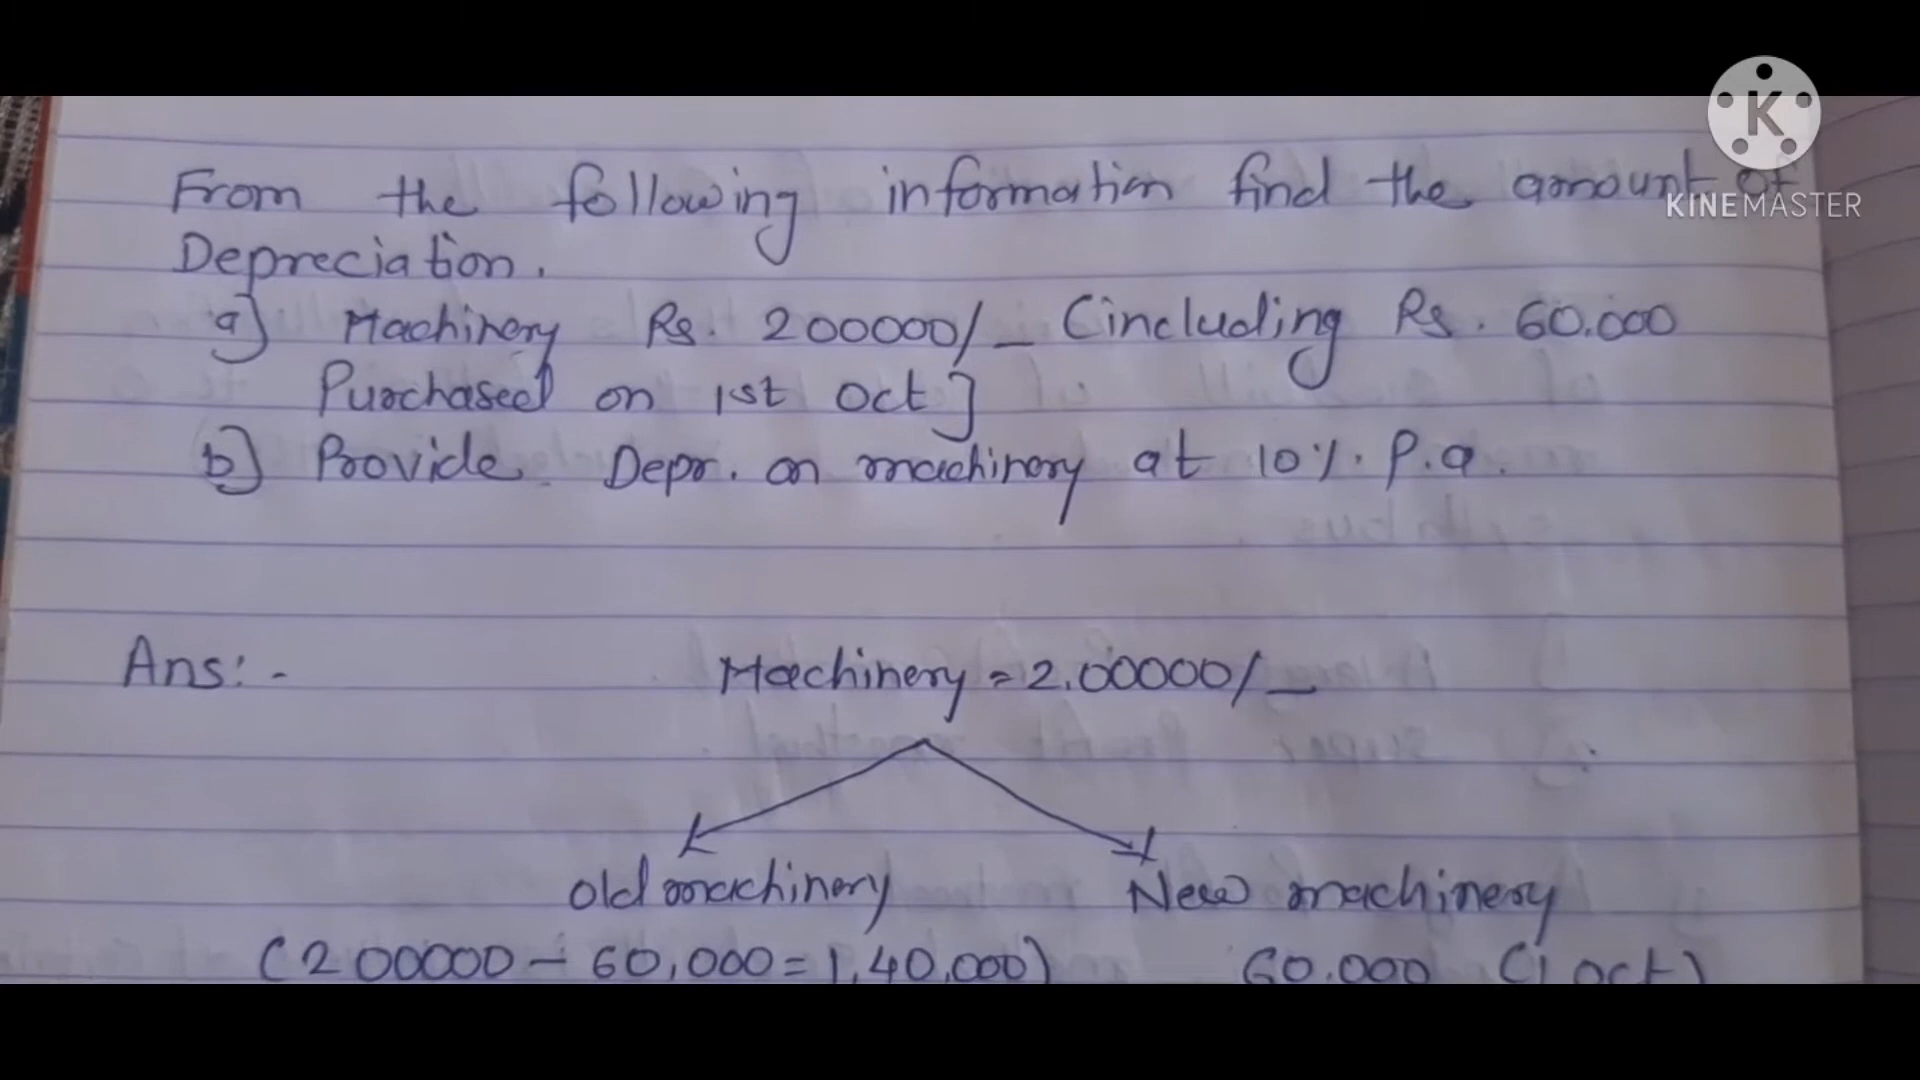 From the following information find the amount of
Depreciation.
a] Machinery Rs. 200000/- (including Rs. 60.000
Purchased on 1st Oct]
b] Provide Depr. on machinery at 10%. P.a.
Ans:- Machinery = 2.00000/-
Old machinery New machinery
(200000 - 60,000 = 1,40,000) 60.000 (1 oct)
K
KINEMASTER